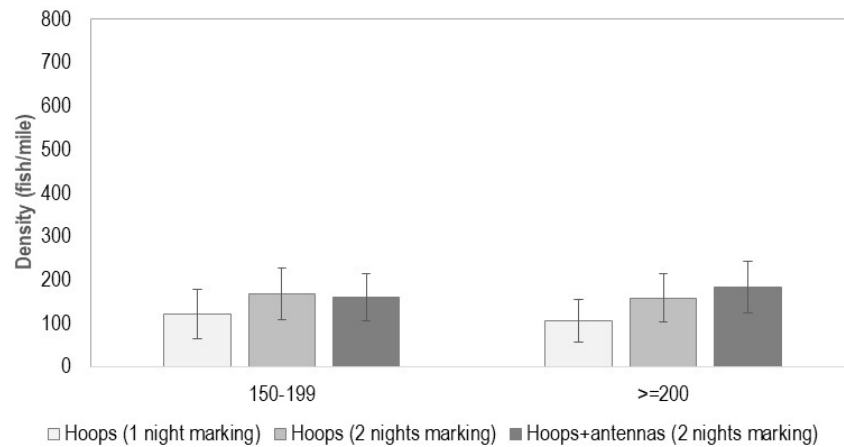 800
700
600
500
400
300
200
100
0
Density (fish/mile)
150-199
>=200
Hoops (1 night marking)
Hoops (2 nights marking)
Hoops+antennas (2 nights marking)